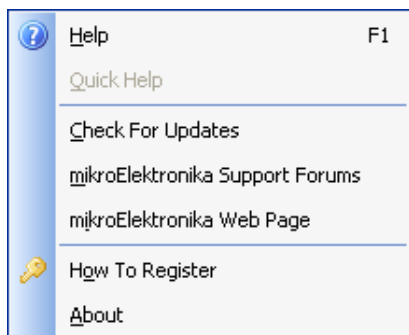 Help F1
Quick Help
Check For Updates
mikroElektronika Support Forums
mikroElektronika Web Page
How To Register
About